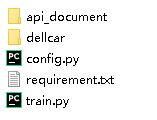 api_document
dellcar
config.py
requirement.txt
train.py